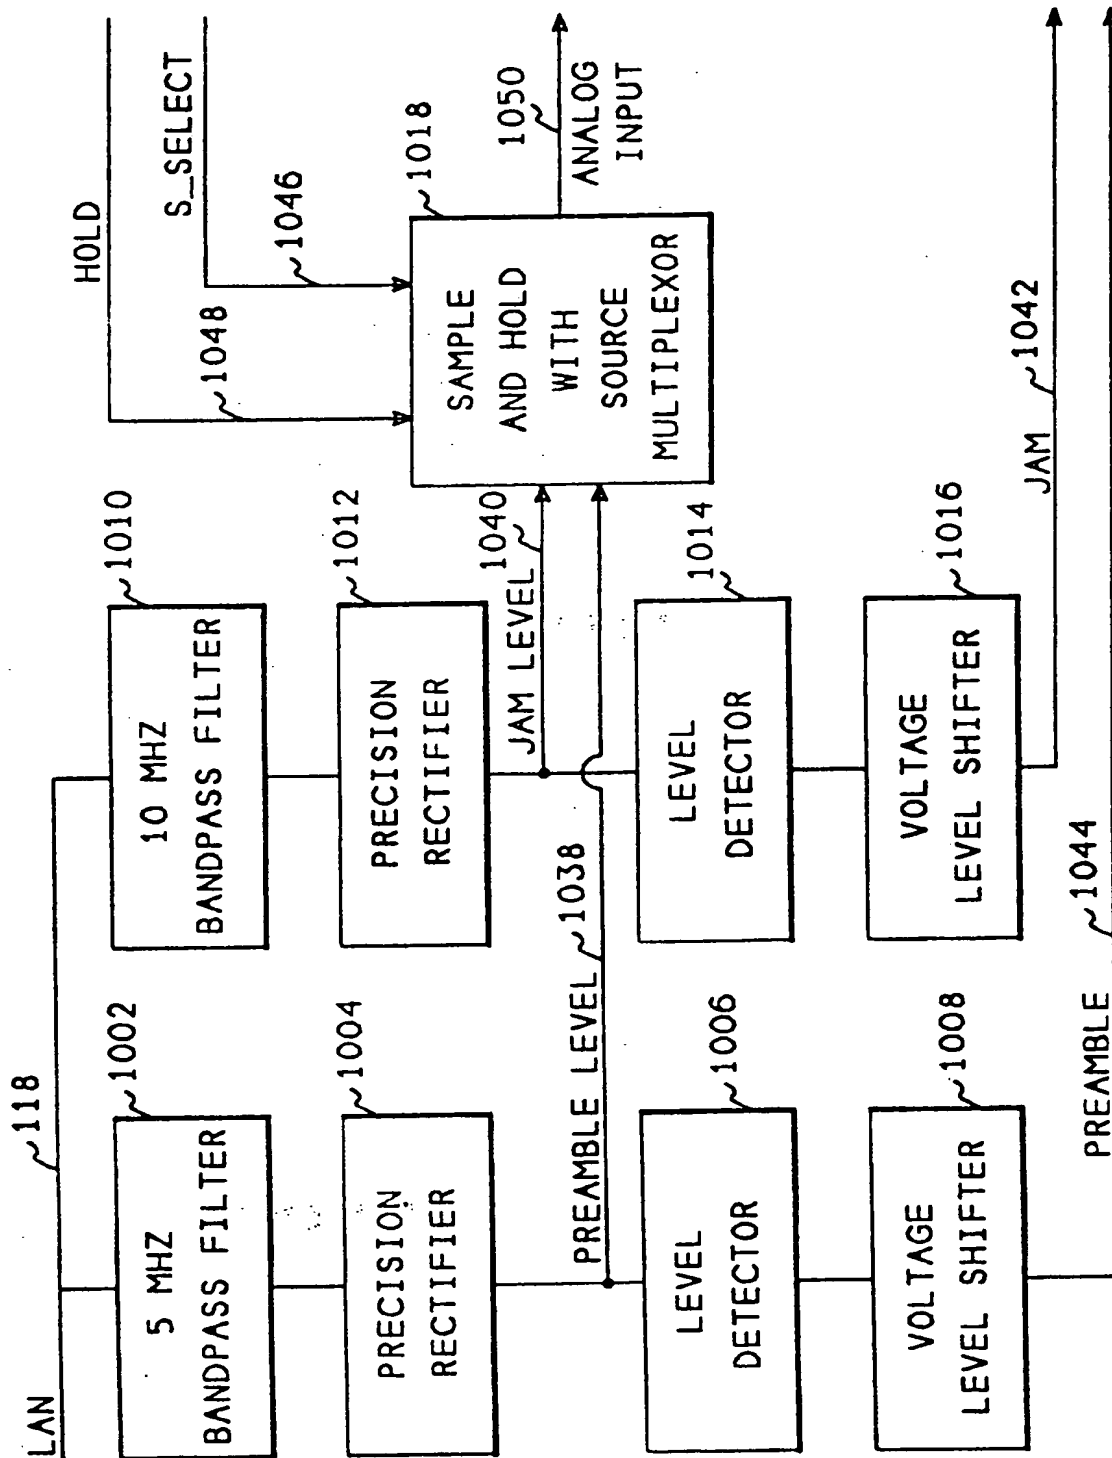 LAN
118
HOLD
S_SELECT
1002
5 MHZ
BANDPASS FILTER
1010
10 MHZ
BANDPASS FILTER
1048
1046
1004
PRECISION
RECTIFIER
1012
PRECISION
RECTIFIER
1018
SAMPLE
AND HOLD
WITH
SOURCE
MULTIPLEXOR
1050
ANALOG
INPUT
JAM LEVEL
1040
PREAMBLE LEVEL
1038
1006
LEVEL
DETECTOR
1014
LEVEL
DETECTOR
1008
VOLTAGE
LEVEL SHIFTER
1016
VOLTAGE
LEVEL SHIFTER
JAM
1042
PREAMBLE
1044